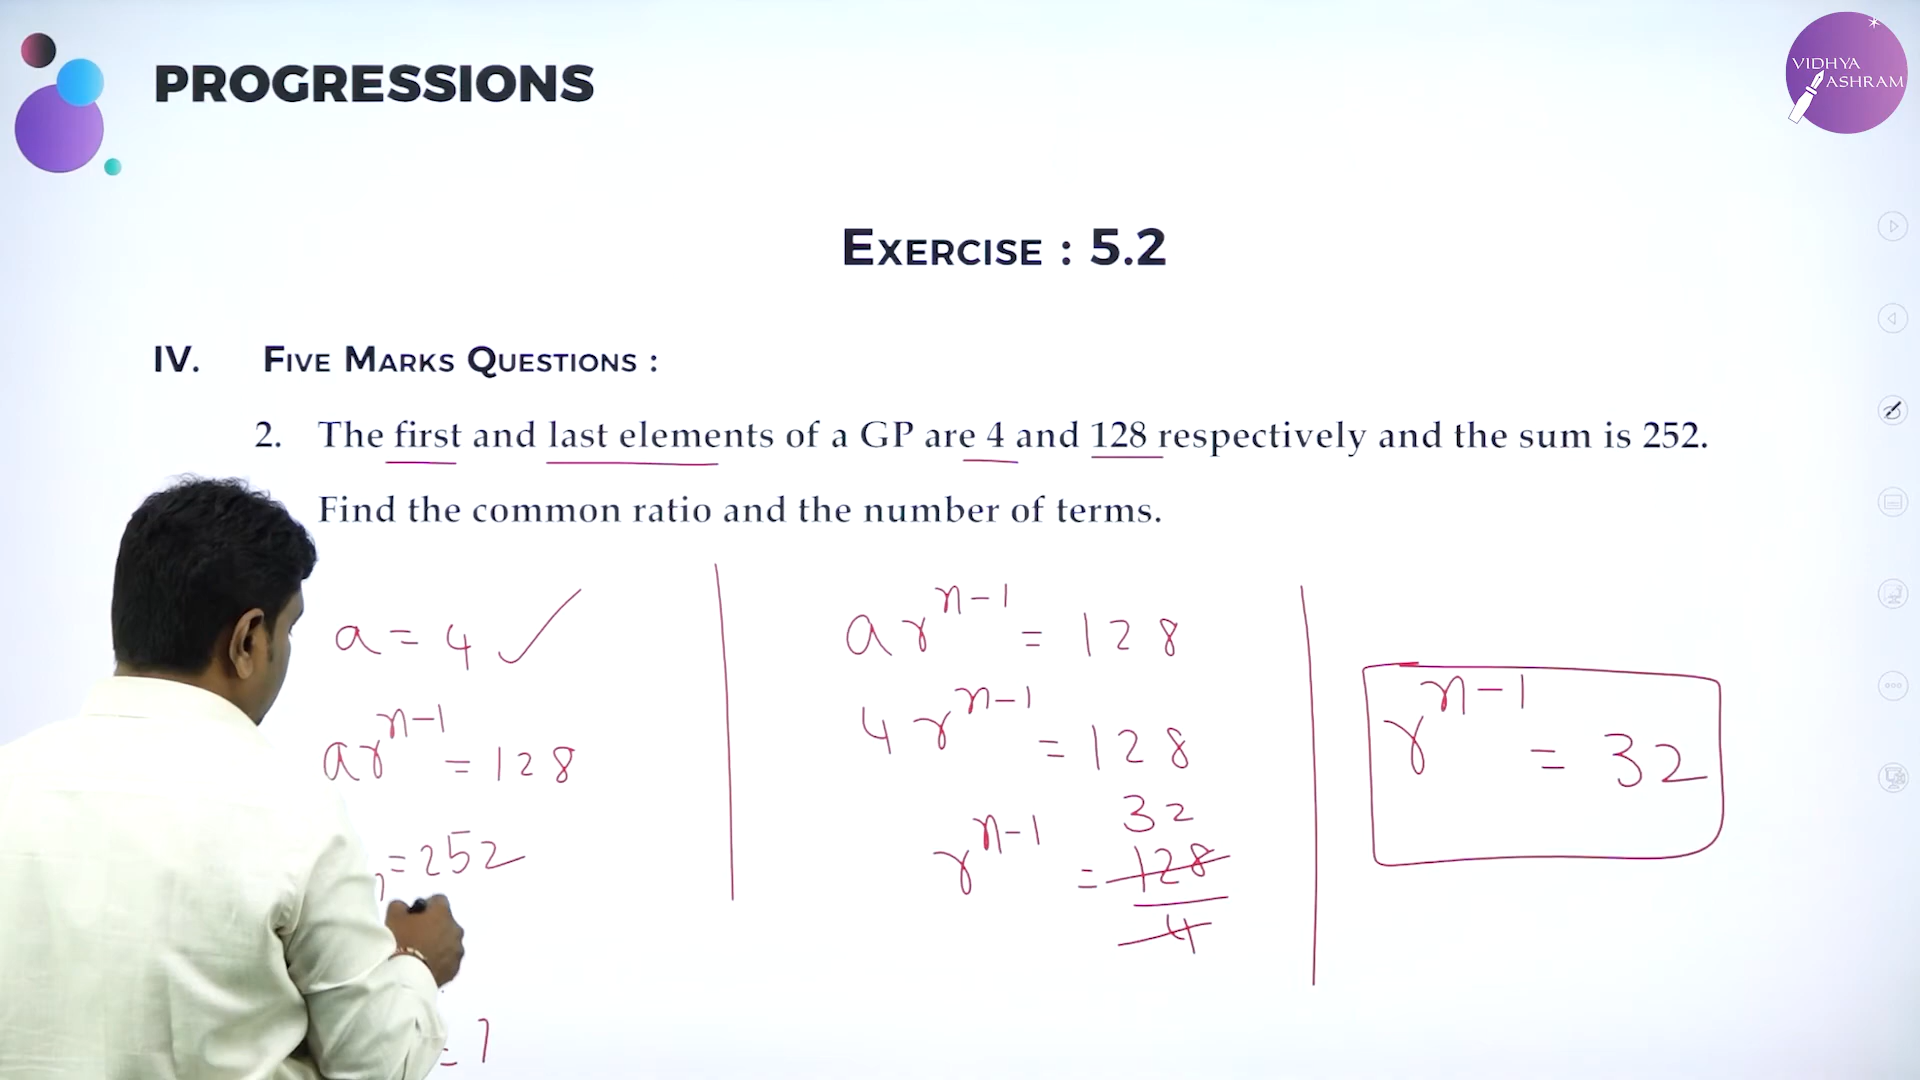 PROGRESSIONS
VIDHYA
ASHRAM
EXERCISE : 5.2
IV. FIVE MARKS QUESTIONS :
2. The first and last elements of a GP are 4 and 128 respectively and the sum is 252.
Find the common ratio and the number of terms.
a = 4 ✓
ar^{n-1} = 128
= 252
ar^{n-1} = 128
4r^{n-1} = 128
32
r^{n-1} = 128/4
r^{n-1} = 32